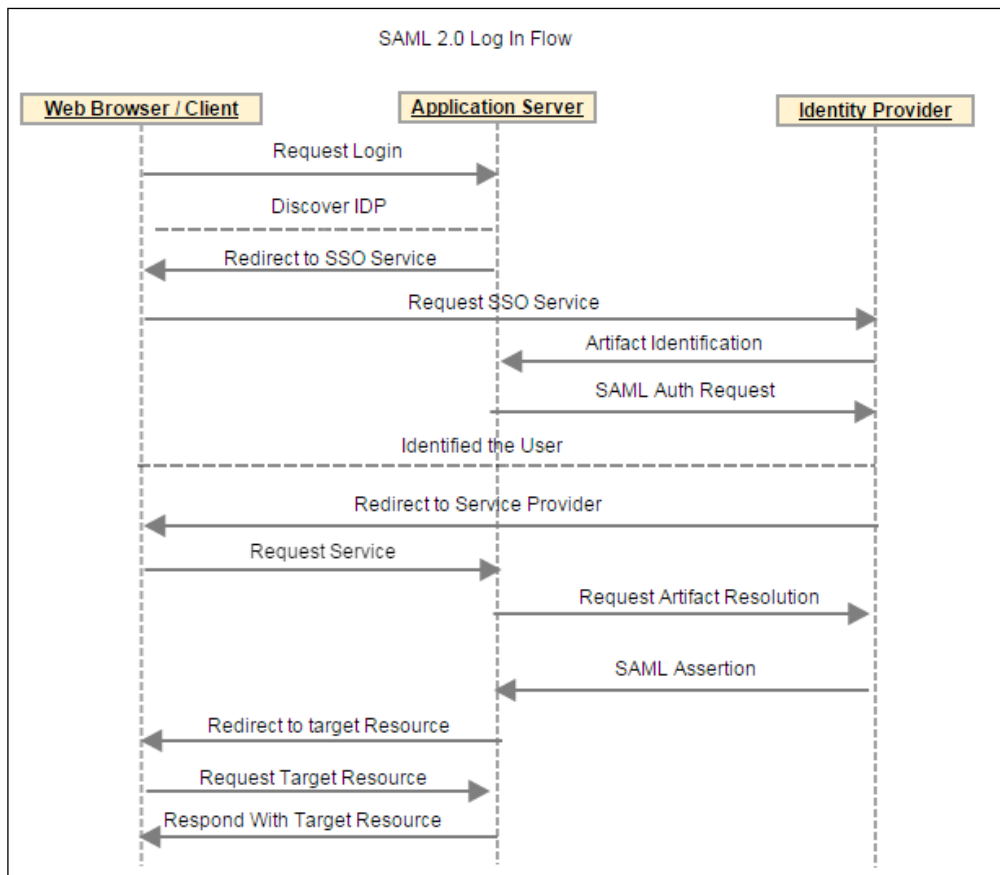 SAML 2.0 Log In Flow
Web Browser / Client
Application Server
Identity Provider
Request Login
Discover IDP
Redirect to SSO Service
Request SSO Service
Artifact Identification
SAML Auth Request
Identified the User
Redirect to Service Provider
Request Service
Request Artifact Resolution
SAML Assertion
Redirect to target Resource
Request Target Resource
Respond With Target Resource